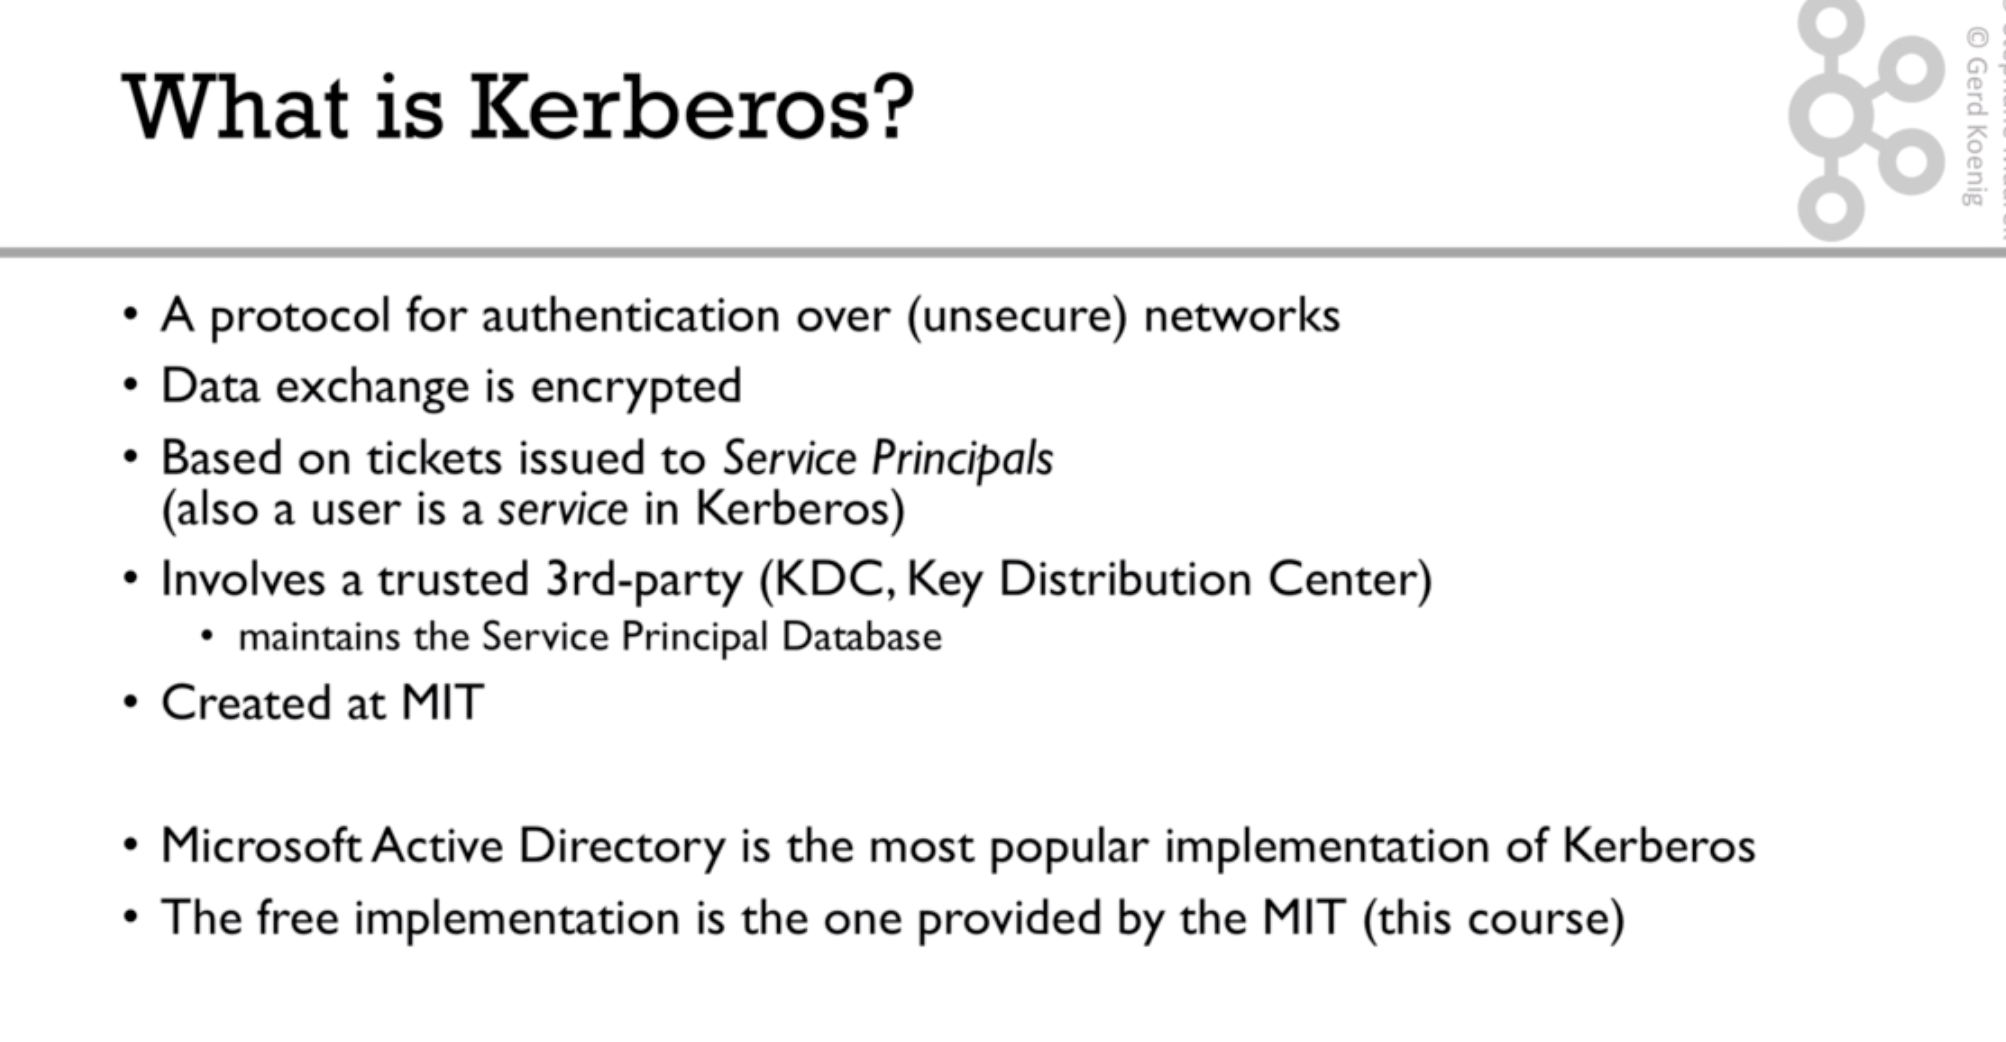 What is Kerberos?
© Gerd Koenig
• A protocol for authentication over (unsecure) networks
• Data exchange is encrypted
• Based on tickets issued to Service Principals
(also a user is a service in Kerberos)
• Involves a trusted 3rd-party (KDC, Key Distribution Center)
• maintains the Service Principal Database
• Created at MIT
• Microsoft Active Directory is the most popular implementation of Kerberos
• The free implementation is the one provided by the MIT (this course)